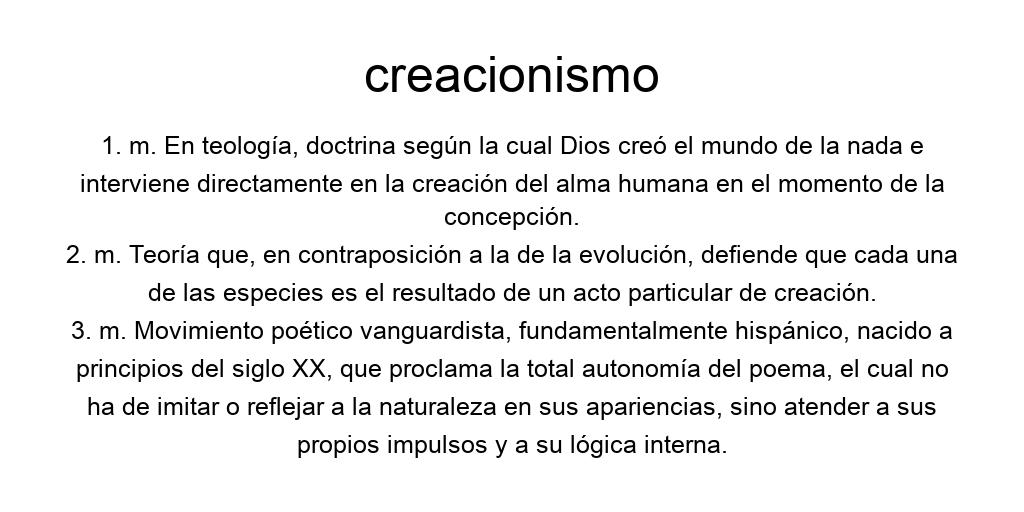 creacionismo
1. m. En teología, doctrina según la cual Dios creó el mundo de la nada e
interviene directamente en la creación del alma humana en el momento de la
concepción.
2. m. Teoría que, en contraposición a la de la evolución, defiende que cada una
de las especies es el resultado de un acto particular de creación.
3. m. Movimiento poético vanguardista, fundamentalmente hispánico, nacido a
principios del siglo XX, que proclama la total autonomía del poema, el cual no
ha de imitar o reflejar a la naturaleza en sus apariencias, sino atender a sus
propios impulsos y a su lógica interna.